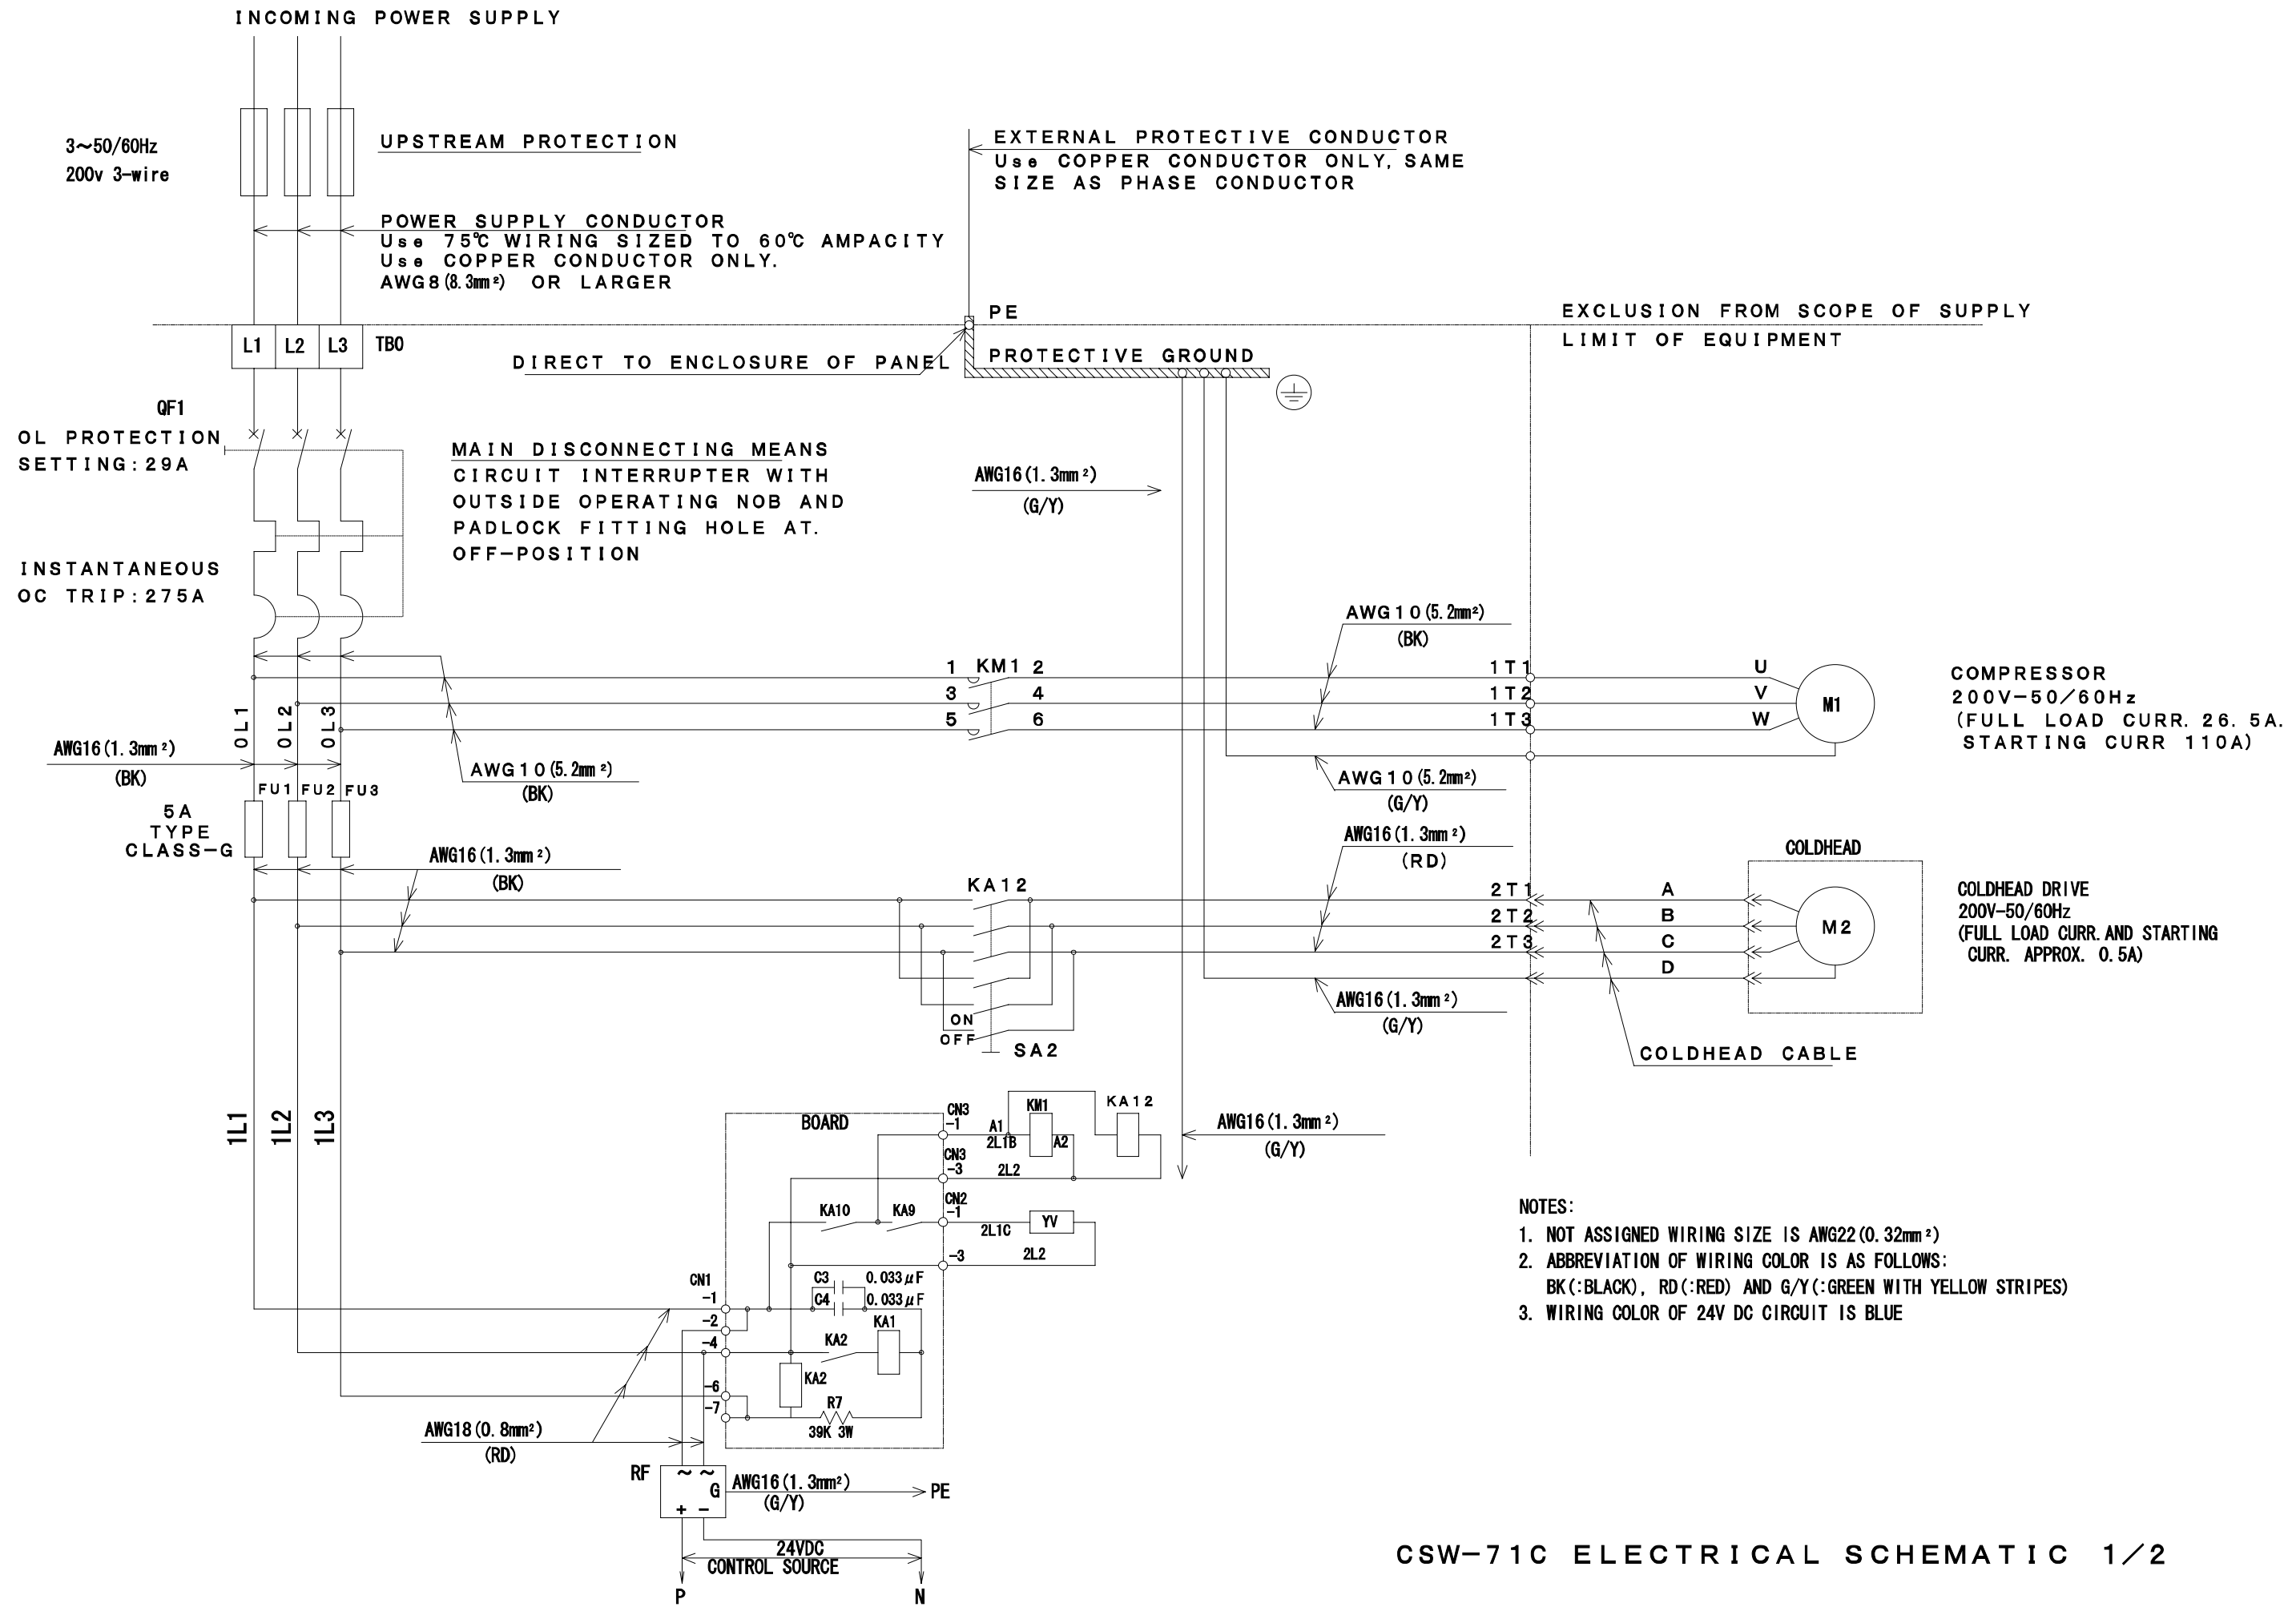 INCOMING POWER SUPPLY
3~50/60Hz
200v 3-wire
UPSTREAM PROTECTION
EXTERNAL PROTECTIVE CONDUCTOR
Use COPPER CONDUCTOR ONLY, SAME
SIZE AS PHASE CONDUCTOR
POWER SUPPLY CONDUCTOR
Use 75℃ WIRING SIZED TO 60℃ AMPACITY
Use COPPER CONDUCTOR ONLY.
AWG8(8.3mm²) OR LARGER
PE
EXCLUSION FROM SCOPE OF SUPPLY
LIMIT OF EQUIPMENT
L1 L2 L3 TB0
DIRECT TO ENCLOSURE OF PANEL
PROTECTIVE GROUND
QF1
OL PROTECTION
SETTING:29A
MAIN DISCONNECTING MEANS
CIRCUIT INTERRUPTER WITH
OUTSIDE OPERATING NOB AND
PADLOCK FITTING HOLE AT.
OFF-POSITION
AWG16(1.3mm²)
(G/Y)
INSTANTANEOUS
OC TRIP:275A
AWG10(5.2mm²)
(BK)
1 KM1 2
3 4
5 6
1T1
1T2
1T3
U
V
W
M1
COMPRESSOR
200V-50/60Hz
(FULL LOAD CURR. 26.5A.
STARTING CURR 110A)
0L1
0L2
0L3
AWG16(1.3mm²)
(BK)
AWG10(5.2mm²)
(BK)
AWG10(5.2mm²)
(G/Y)
FU1 FU2 FU3
5A
TYPE
CLASS-G
AWG16(1.3mm²)
(BK)
AWG16(1.3mm²)
(RD)
COLDHEAD
KA12
2T1
2T2
2T3
A
B
C
D
M2
COLDHEAD DRIVE
200V-50/60Hz
(FULL LOAD CURR.AND STARTING
CURR. APPROX. 0.5A)
AWG16(1.3mm²)
(G/Y)
ON
OFF
SA2
COLDHEAD CABLE
1L1
1L2
1L3
BOARD
CN3
-1
A1
2L1B
KM1
A2
KA12
AWG16(1.3mm²)
(G/Y)
CN3
-3
2L2
KA10
KA9
CN2
-1
2L1C
YV
-3
2L2
C3 0.033μF
C4 0.033μF
CN1
-1
-2
-4
-6
-7
KA2
KA1
KA2
R7
39K 3W
AWG18(0.8mm²)
(RD)
RF
~ ~
G
+ -
AWG16(1.3mm²)
(G/Y)
PE
24VDC
CONTROL SOURCE
P
N
NOTES:
1. NOT ASSIGNED WIRING SIZE IS AWG22(0.32mm²)
2. ABBREVIATION OF WIRING COLOR IS AS FOLLOWS:
BK(:BLACK), RD(:RED) AND G/Y(:GREEN WITH YELLOW STRIPES)
3. WIRING COLOR OF 24V DC CIRCUIT IS BLUE
CSW-71C ELECTRICAL SCHEMATIC 1/2